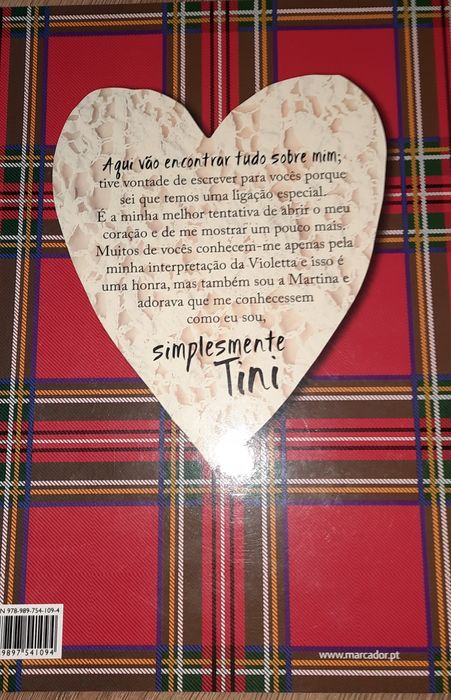 Aqui vão encontrar tudo sobre mim;
tive vontade de escrever para vocês porque
sei que temos uma ligação especial.
É a minha melhor tentativa de abrir o meu
coração e de me mostrar um pouco mais.
Muitos de vocês conhecem-me apenas pela
minha interpretação da Violetta e isso é
uma honra, mas também sou a Martina e
adorava que me conhecessem
como eu sou,
simplesmente
Tini
N 978-989-754-109-4
789897 541094
www.marcador.pt